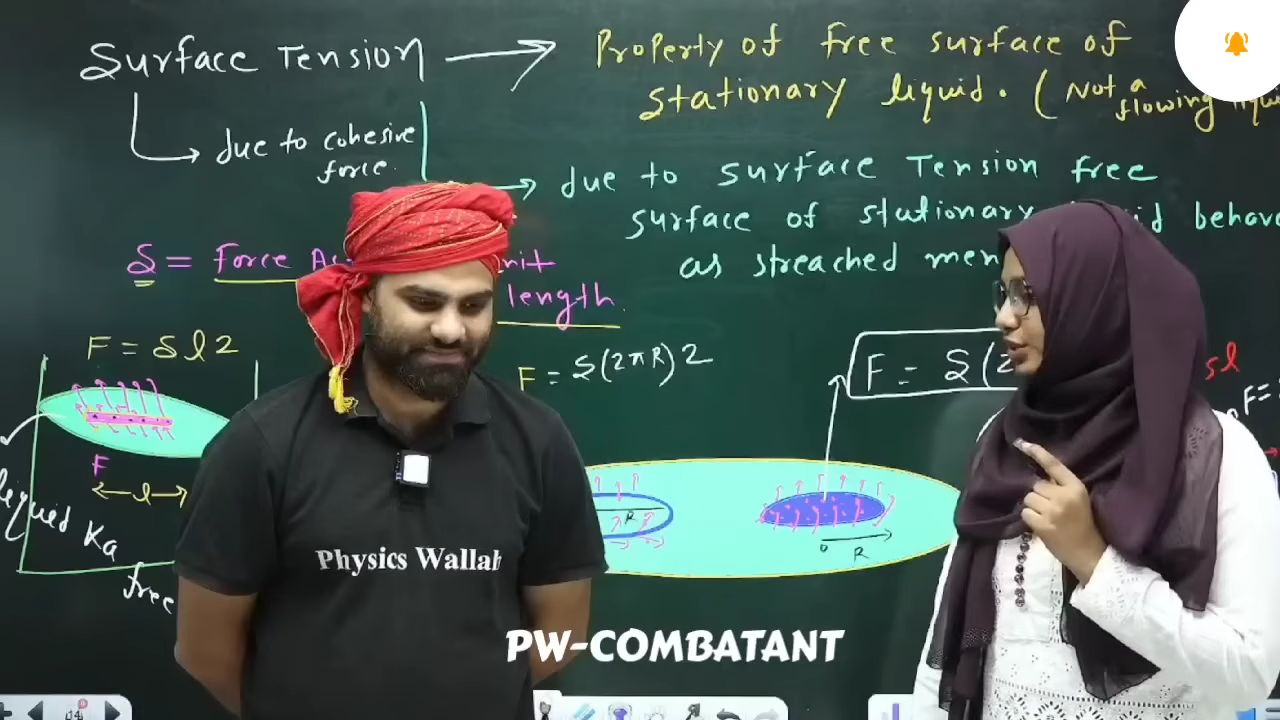 Surface Tension
Property of free surface of
stationary liquid. (Not a
flowing
due to cohesive
force.
due to surface Tension free
surface of stationary
behave
as streached
S = Force
length
F = S l 2
F = S(2πR)2
F = S(2
sl
F=
F
l
R
R
liquid Ka
free
Physics Wallah
PW-COMBATANT